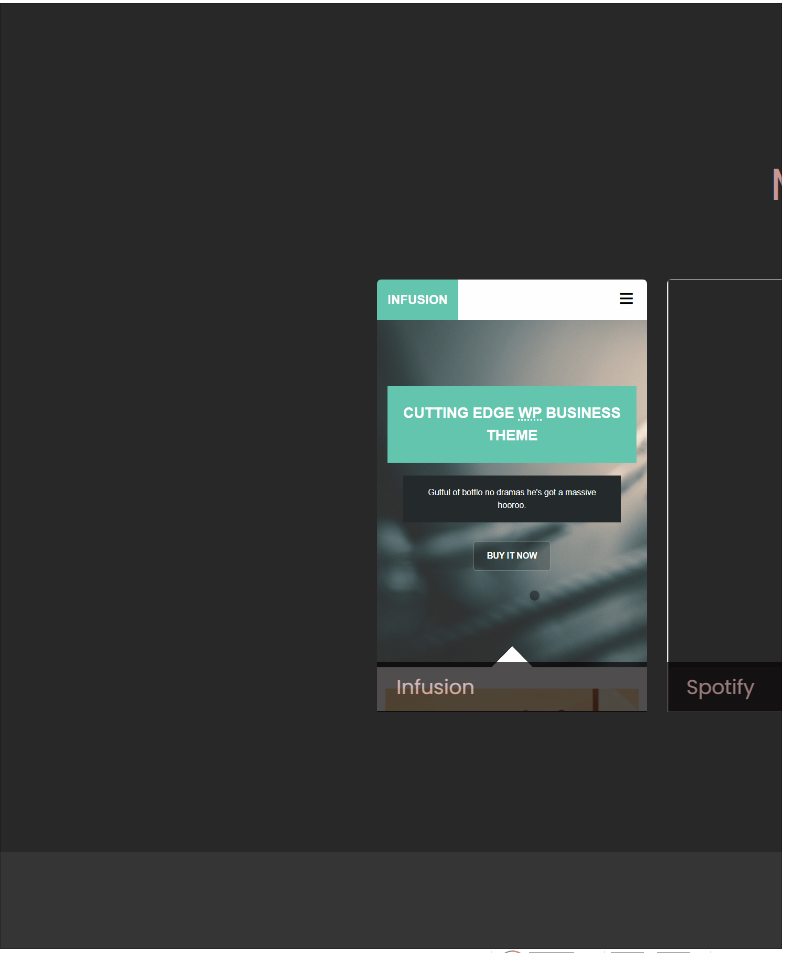 INFUSION
CUTTING EDGE WP BUSINESS
THEME
Gutful of bottlo no dramas he's got a massive
hooroo.
BUY IT NOW
Infusion
Spotify